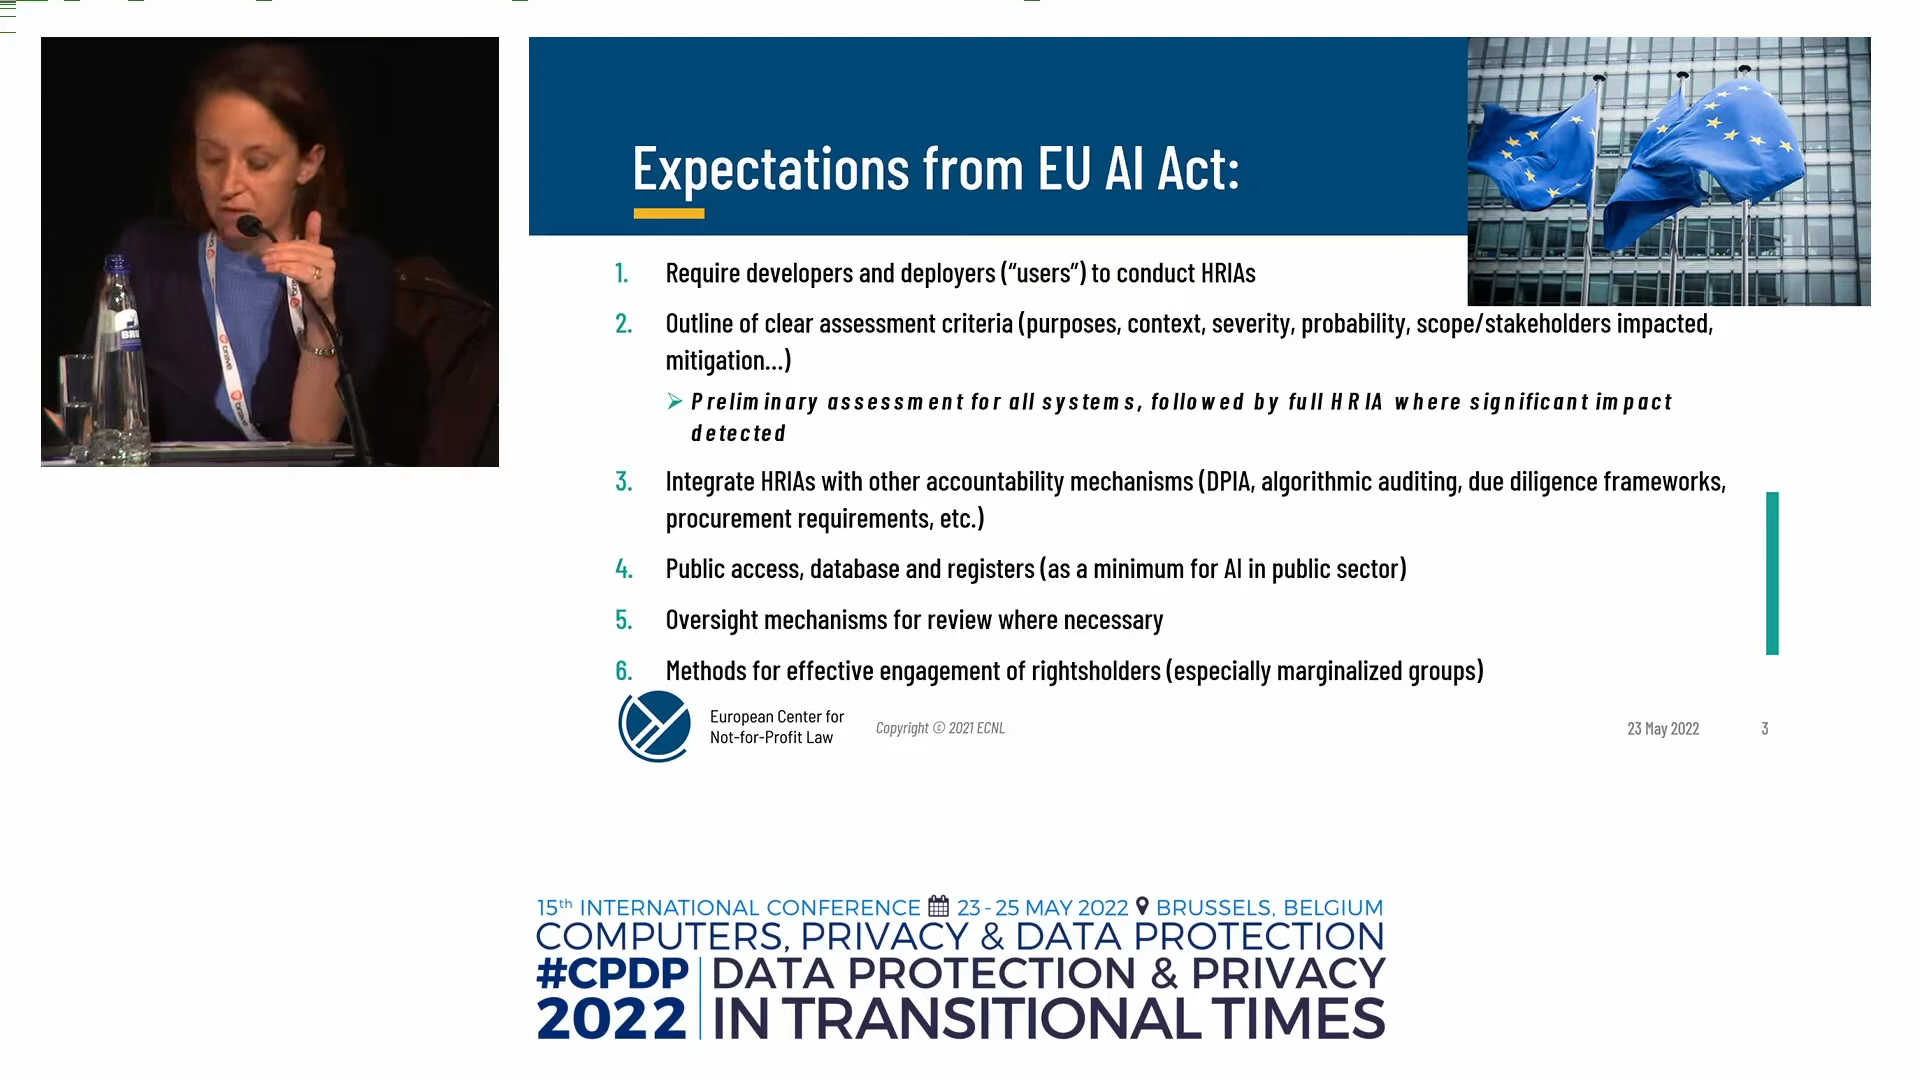 Expectations from EU AI Act:
1. Require developers and deployers (“users”) to conduct HRIAs
2. Outline of clear assessment criteria (purposes, context, severity, probability, scope/stakeholders impacted,
mitigation...)
➢ Preliminary assessment for all systems, followed by full HRIA where significant impact
detected
3. Integrate HRIAs with other accountability mechanisms (DPIA, algorithmic auditing, due diligence frameworks,
procurement requirements, etc.)
4. Public access, database and registers (as a minimum for AI in public sector)
5. Oversight mechanisms for review where necessary
6. Methods for effective engagement of rightsholders (especially marginalized groups)
European Center for
Not-for-Profit Law
Copyright © 2021 ECNL
23 May 2022
3
BRU
brave
brave
15th INTERNATIONAL CONFERENCE 23-25 MAY 2022 BRUSSELS, BELGIUM
COMPUTERS, PRIVACY & DATA PROTECTION
#CPDP DATA PROTECTION & PRIVACY
2022 IN TRANSITIONAL TIMES